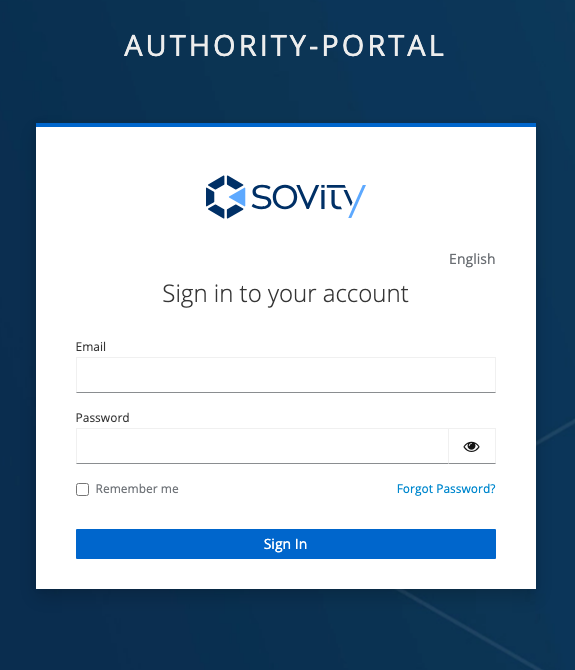 AUTHORITY-PORTAL
sovity
English
Sign in to your account
Email
Password
Remember me
Forgot Password?
Sign In